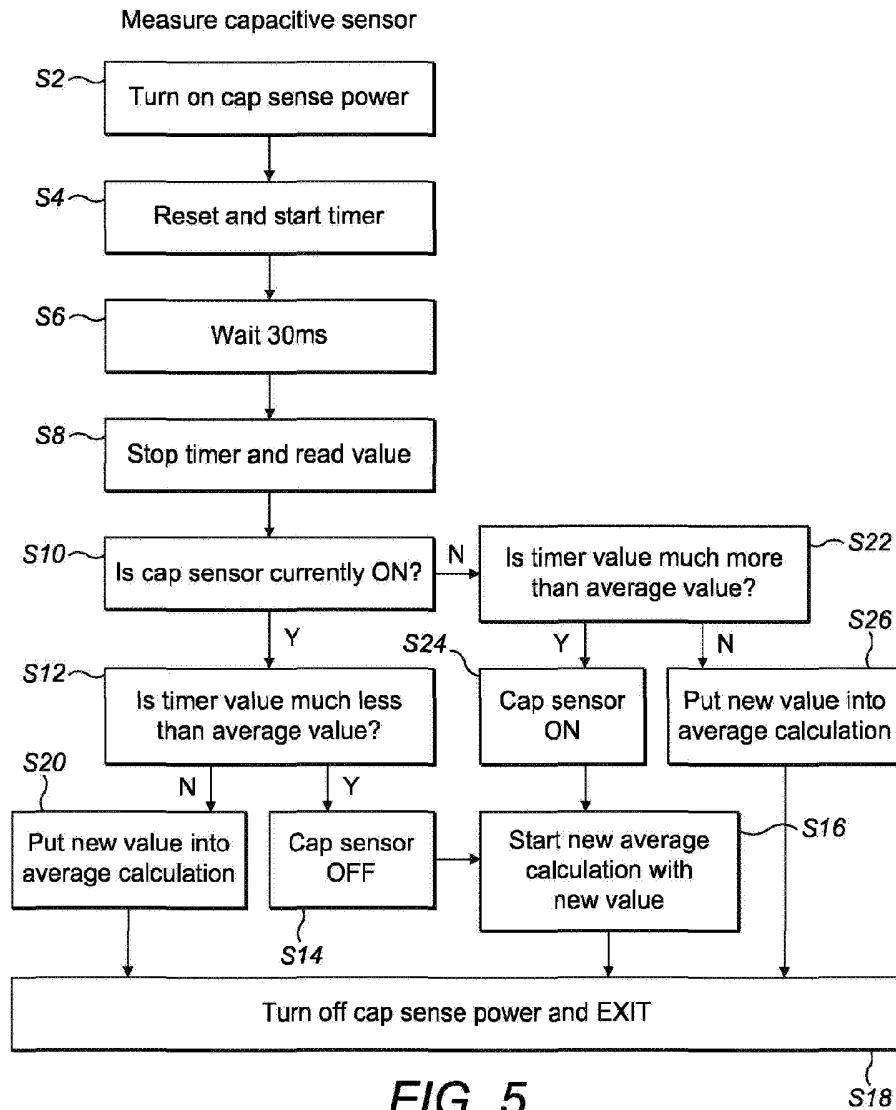 Measure capacitive sensor
S2
Turn on cap sense power
S4
Reset and start timer
S6
Wait 30ms
S8
Stop timer and read value
S10
Is cap sensor currently ON?
N
Is timer value much more
than average value?
S22
Y
S24
Y
N
S26
S12
Is timer value much less
than average value?
Cap sensor
ON
Put new value into
average calculation
S20
N
Y
Put new value into
average calculation
Cap sensor
OFF
S14
Start new average
calculation with
new value
S16
Turn off cap sense power and EXIT
S18
FIG. 5